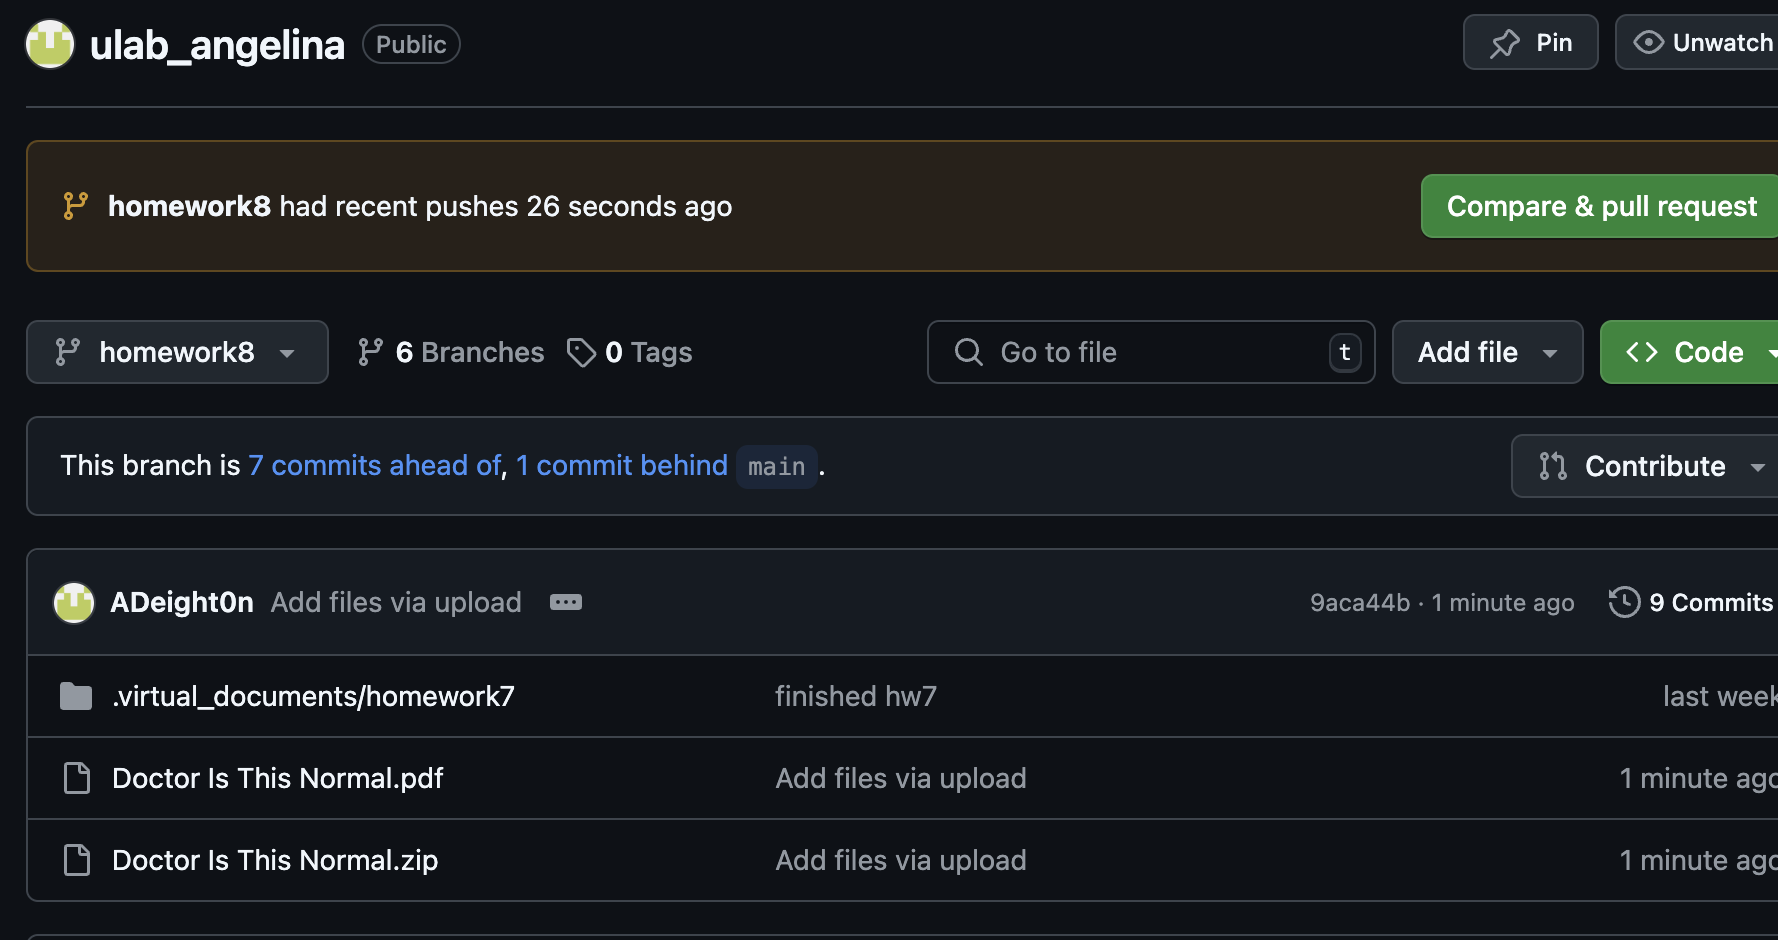 ulab_angelina Public Pin Unwatch
homework8 had recent pushes 26 seconds ago Compare & pull request
homework8 6 Branches 0 Tags Go to file t Add file Code
This branch is 7 commits ahead of, 1 commit behind main . Contribute
ADeight0n Add files via upload 9aca44b · 1 minute ago 9 Commits
.virtual_documents/homework7 finished hw7 last week
Doctor Is This Normal.pdf Add files via upload 1 minute ago
Doctor Is This Normal.zip Add files via upload 1 minute ago